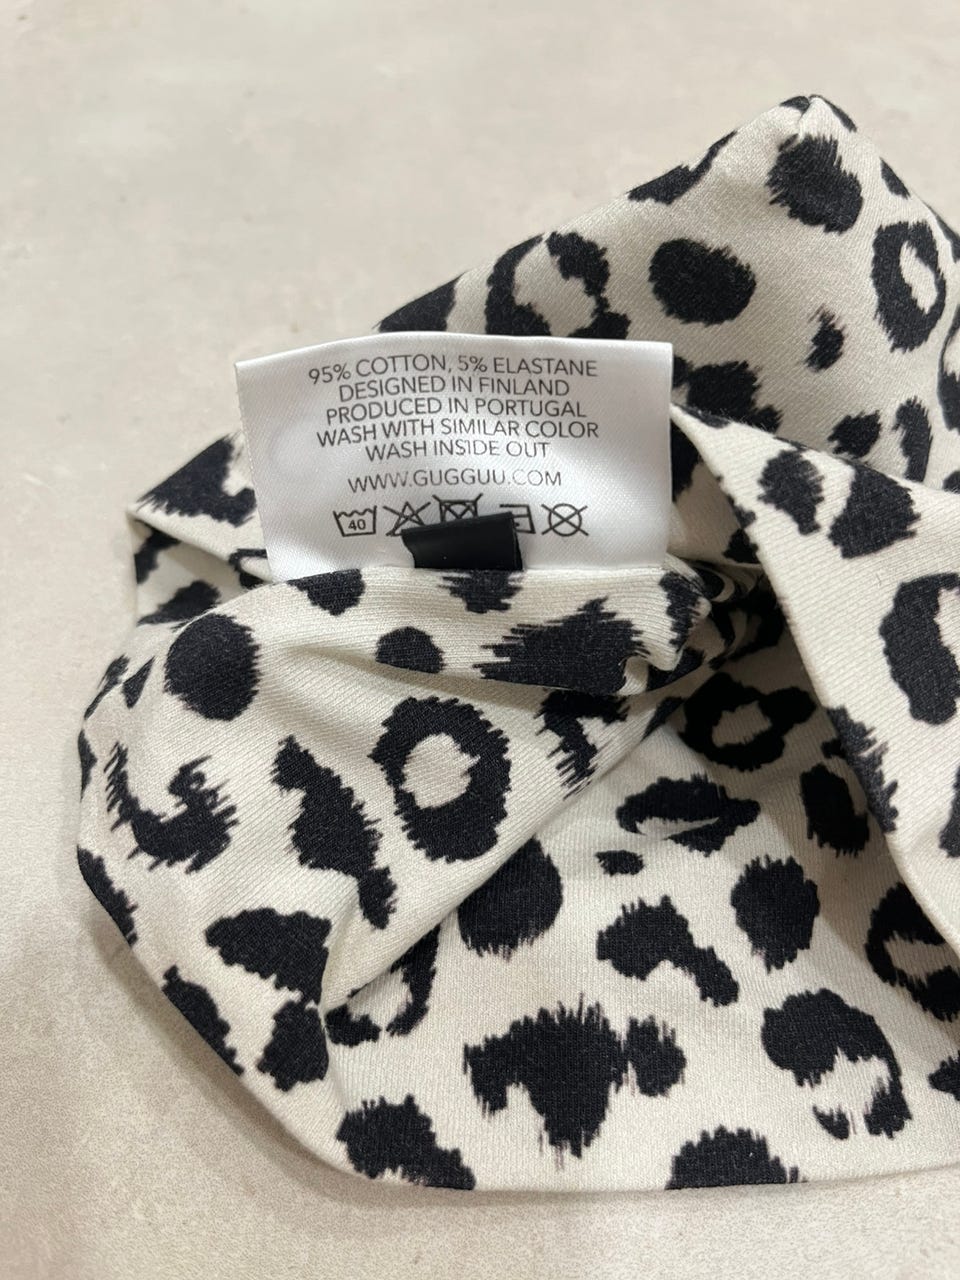 95% COTTON, 5% ELASTANE
DESIGNED IN FINLAND
PRODUCED IN PORTUGAL
WASH WITH SIMILAR COLOR
WASH INSIDE OUT
WWW.GUGGUU.COM
40